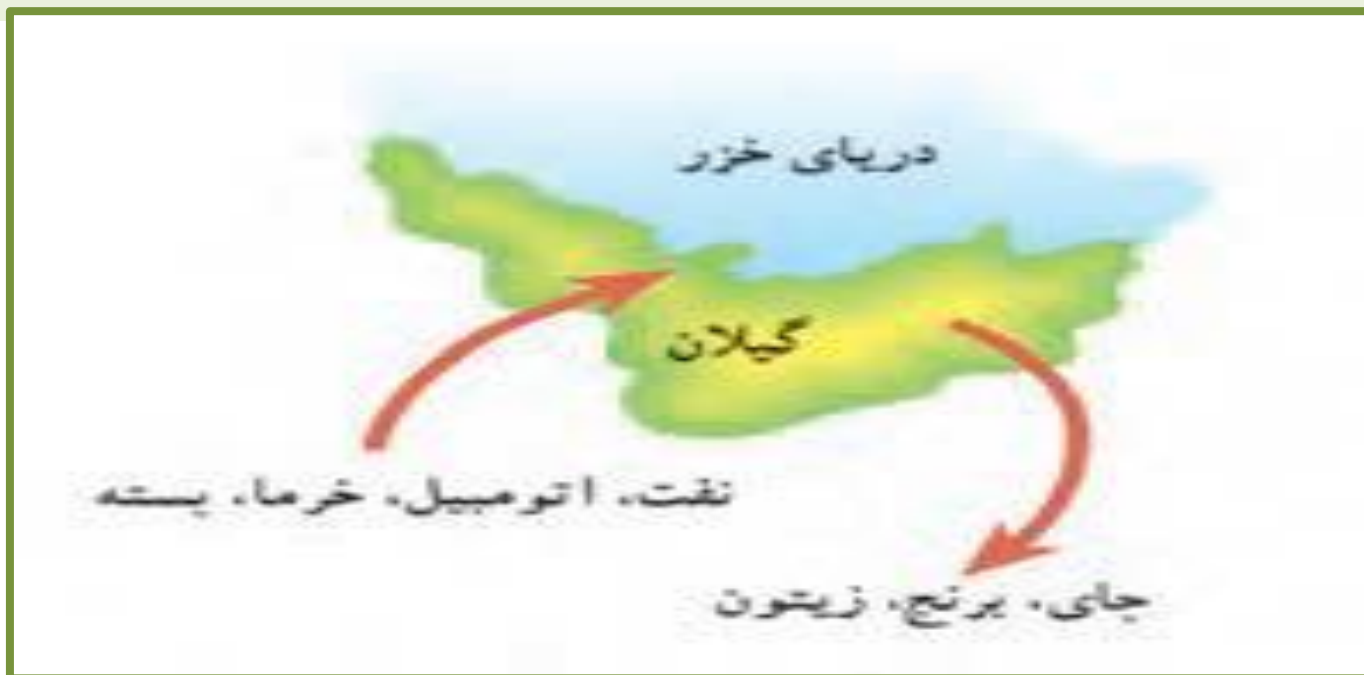 دریای خزر
گیلان
نفت، اتومبیل، خرما، پسته
چای، برنج، زیتون